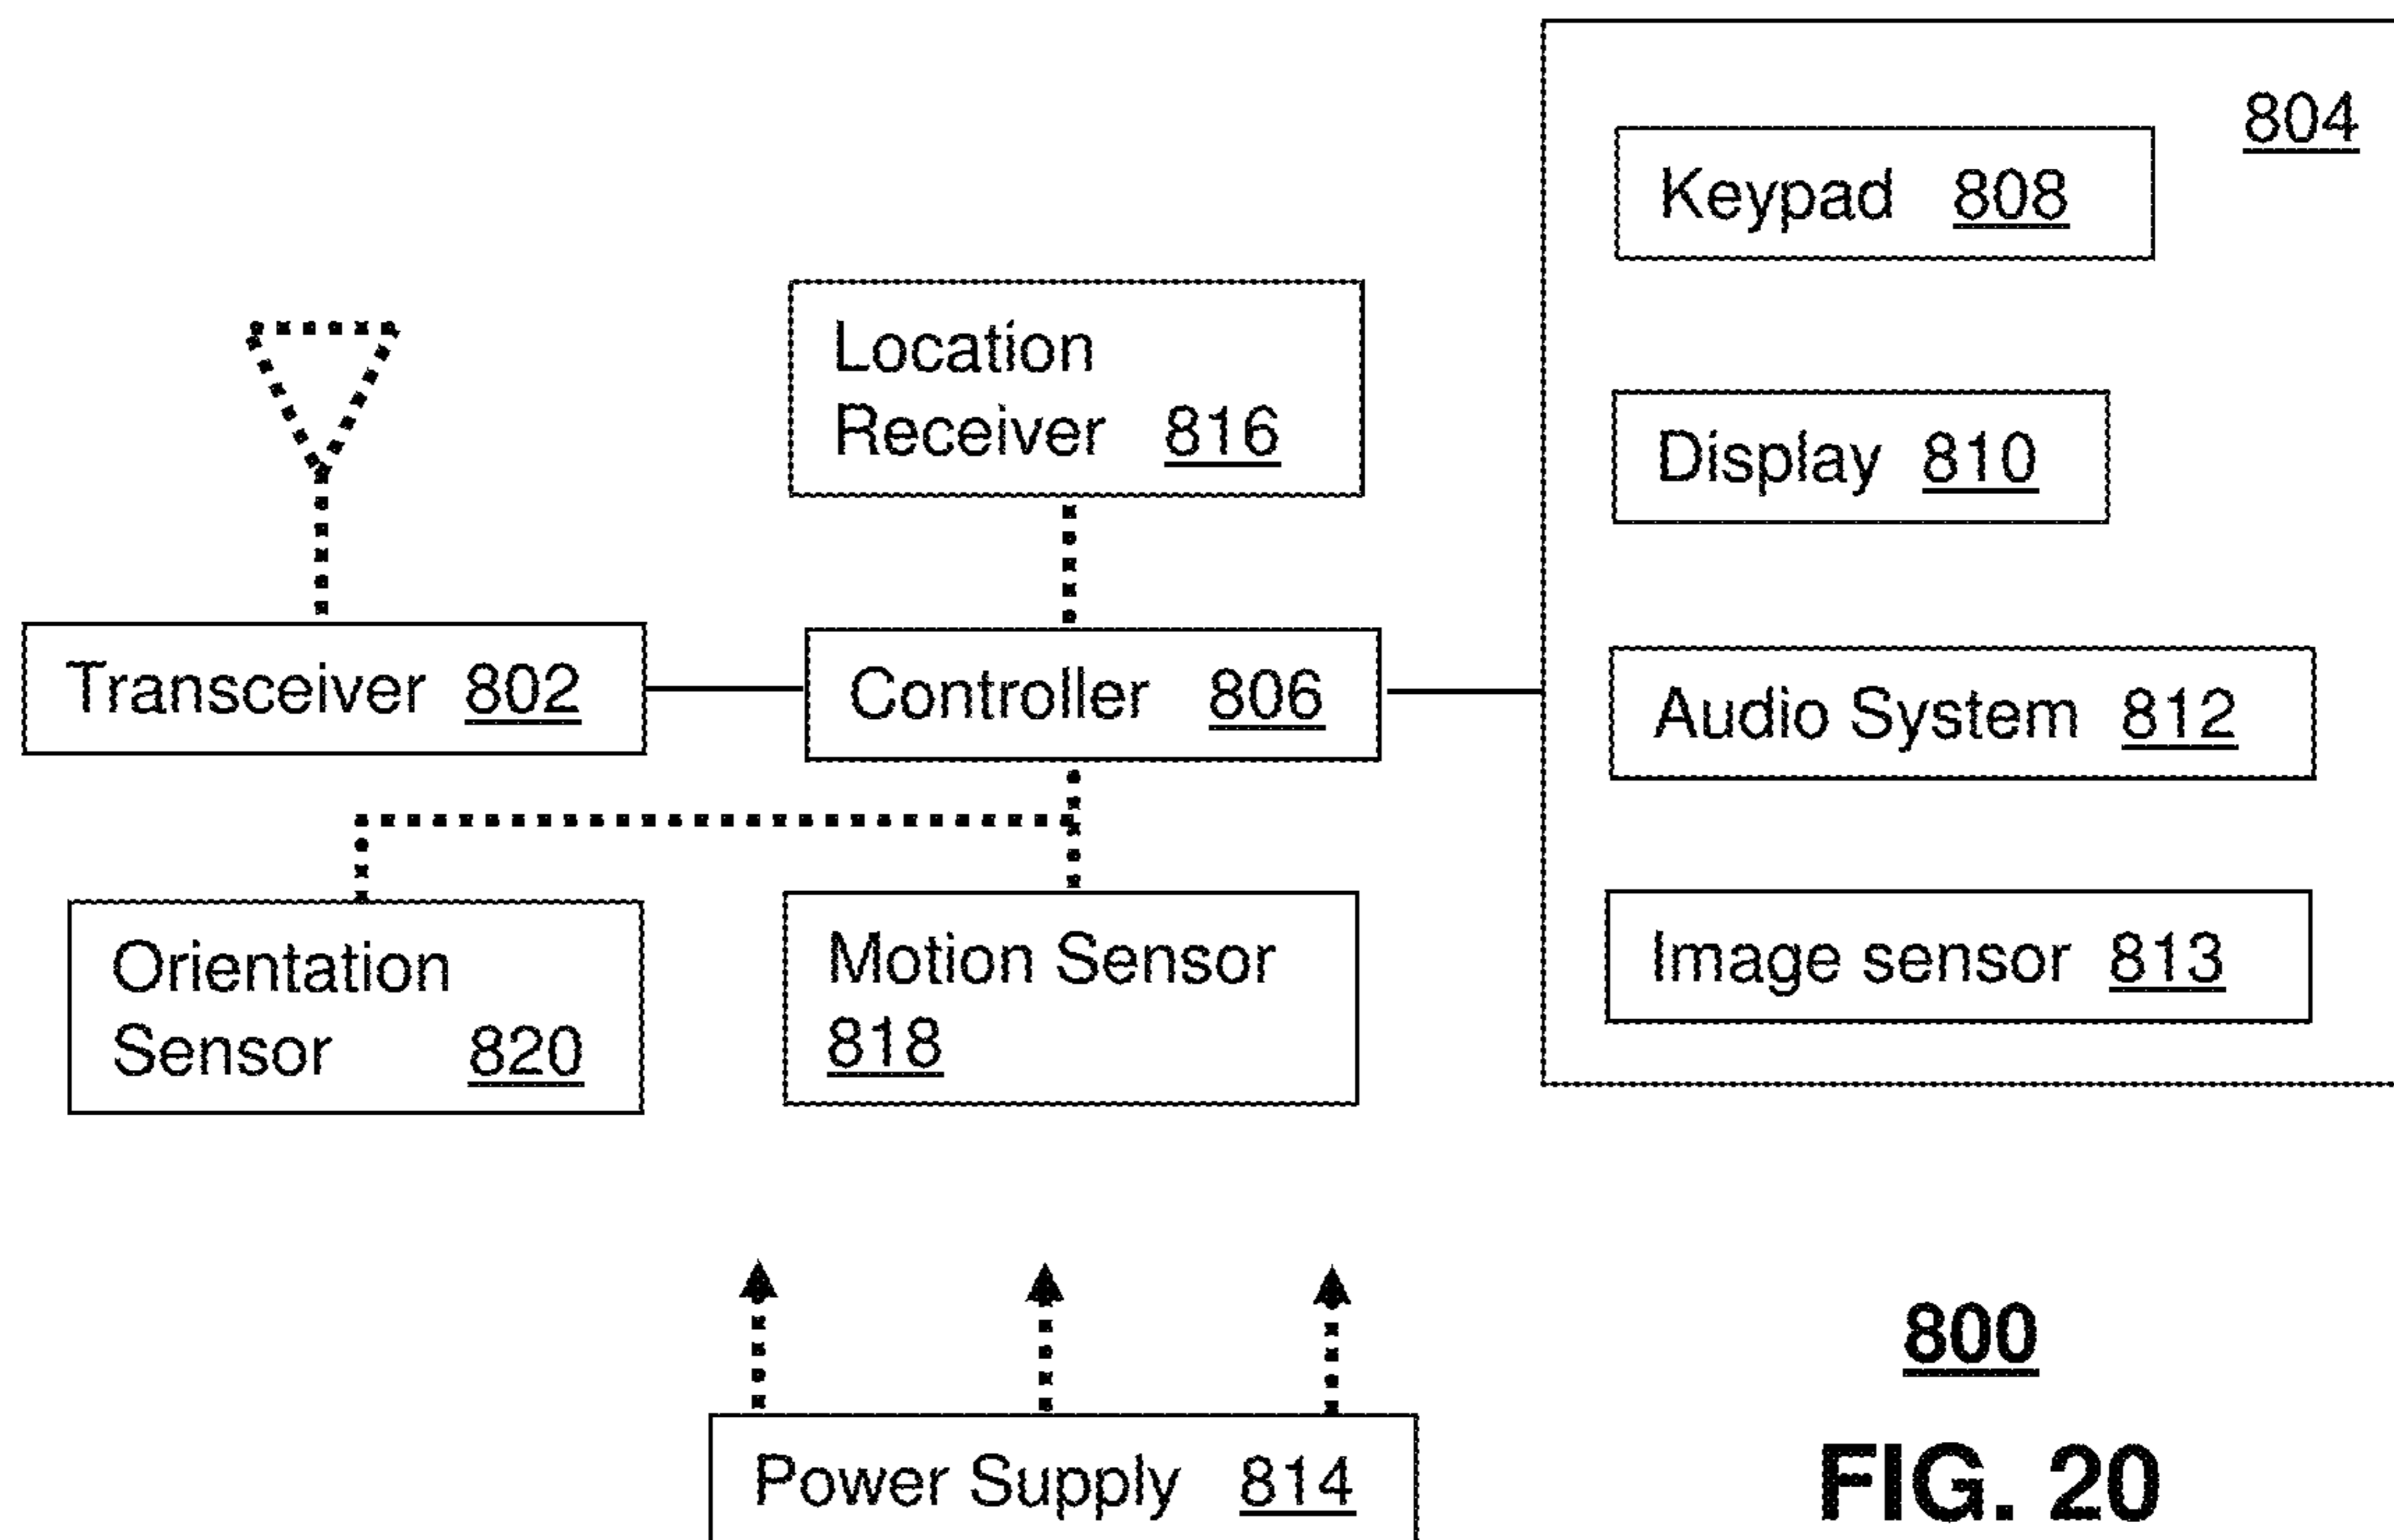 804
Keypad 808
Location
Receiver 816
Display 810
Transceiver 802
Controller 806
Audio System 812
Orientation
Sensor 820
Motion Sensor
818
Image sensor 813
Power Supply 814
800
FIG. 20